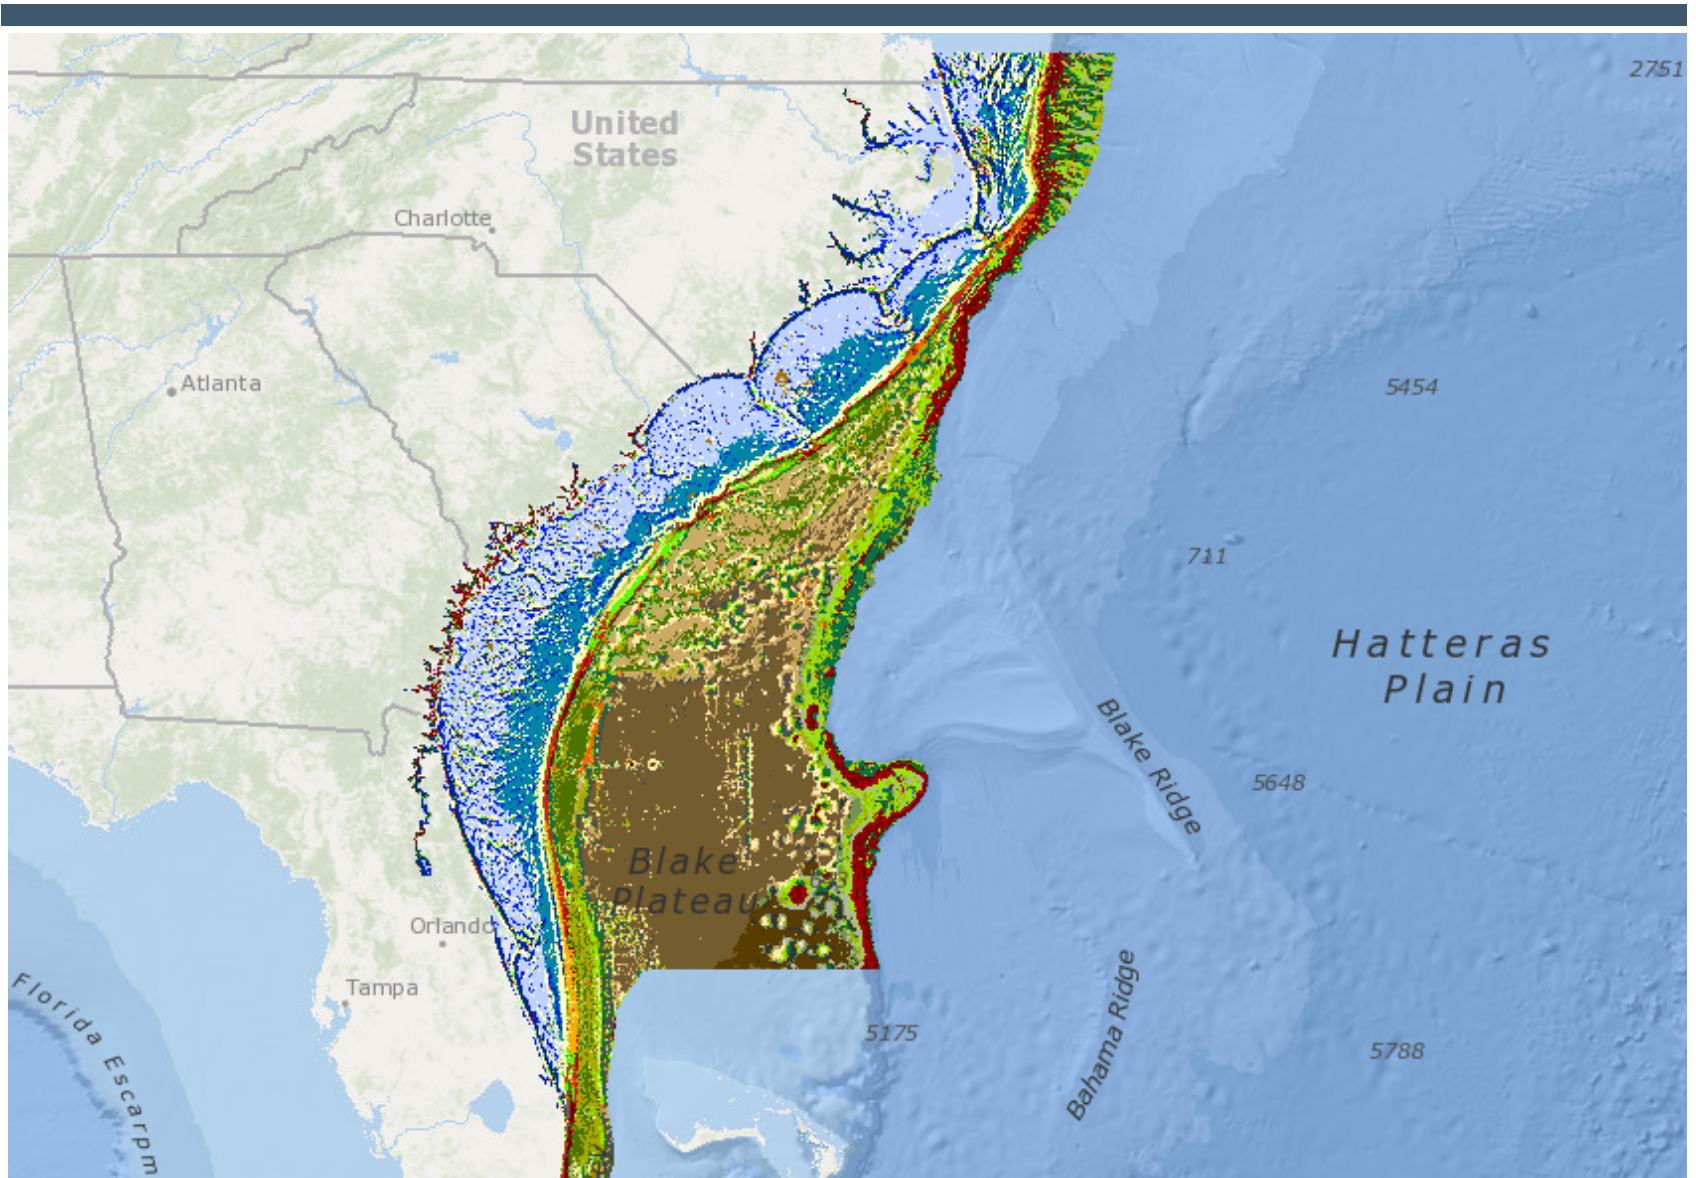 2751
United
States
Charlotte
Atlanta
5454
711
Hatteras
Plain
Blake Ridge
5648
Blake
Plateau
Orlando
Tampa
Florida Escarpm
5175
Bahama Ridge
5788